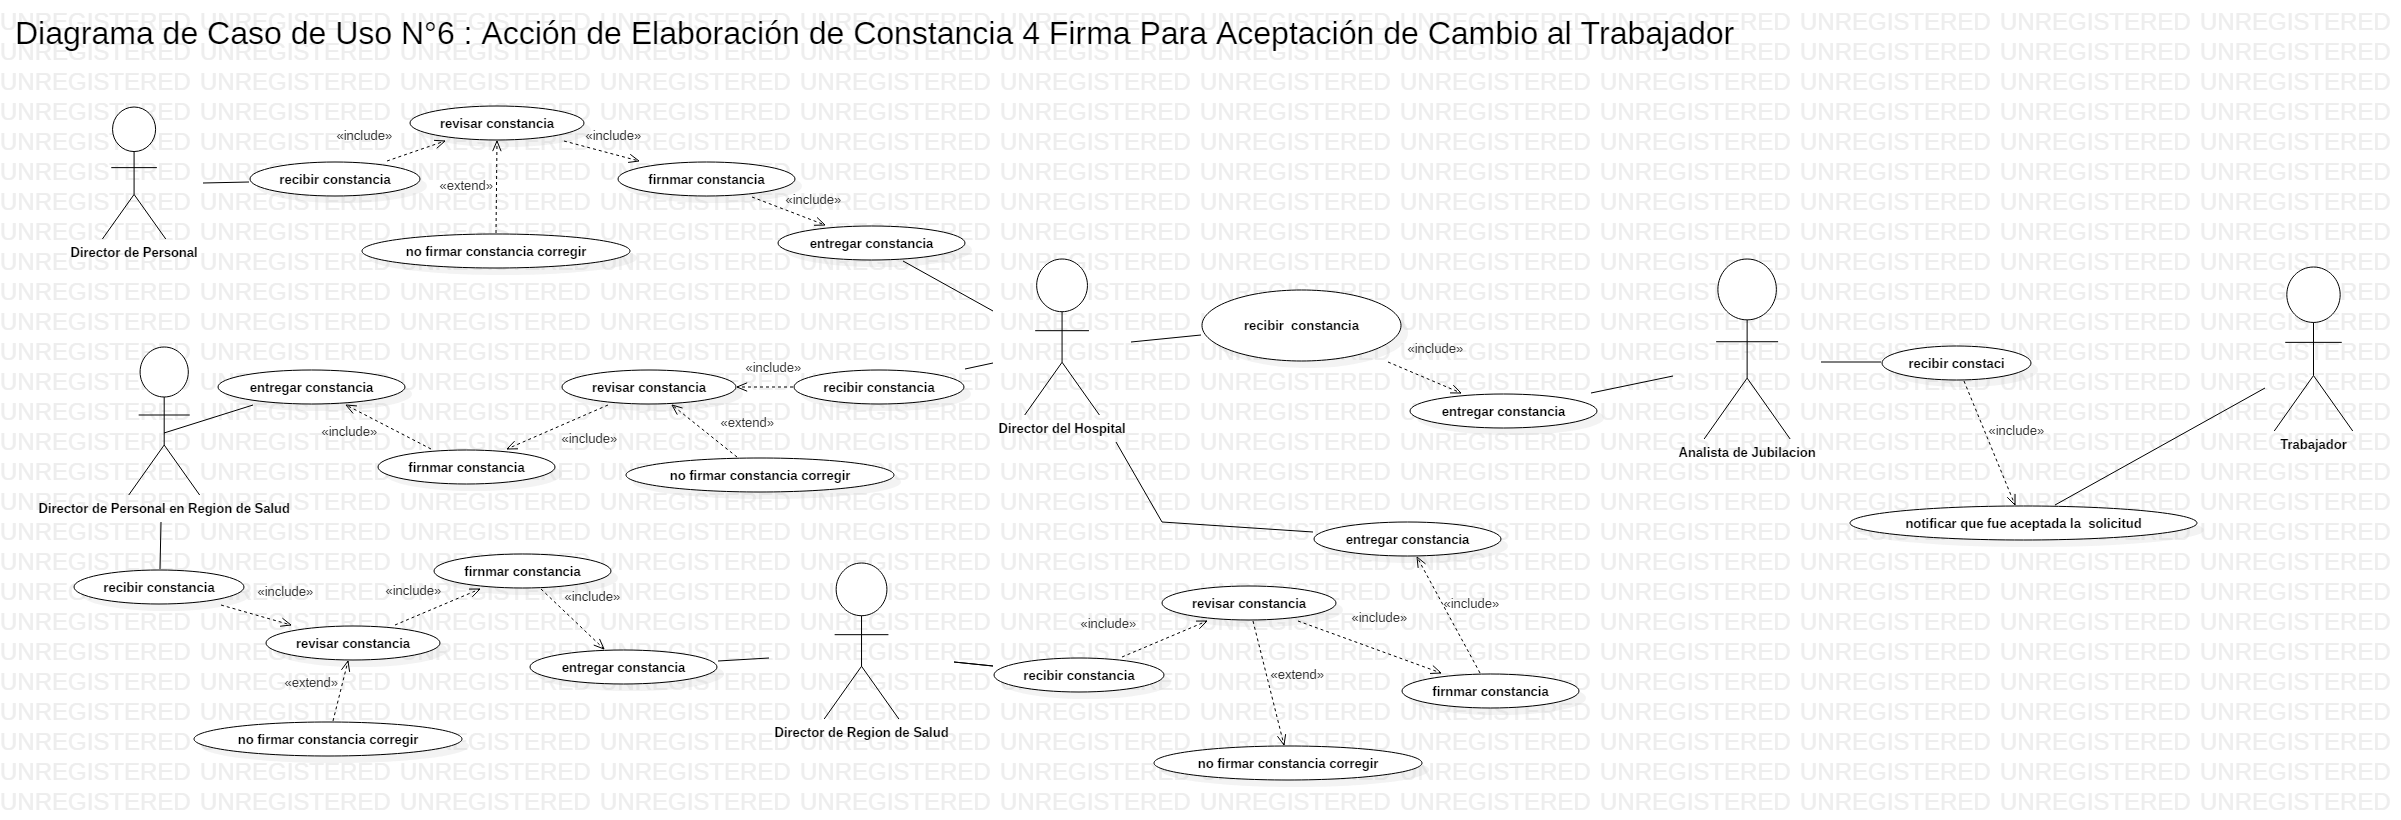 Diagrama de Caso de Uso N°6 : Acción de Elaboración de Constancia 4 Firma Para Aceptación de Cambio al Trabajador
revisar constancia
«include»
«include»
recibir constancia
firnmar constancia
«extend»
«include»
entregar constancia
no firmar constancia corregir
Director de Personal
recibir  constancia
«include»
recibir constaci
«include»
entregar constancia
revisar constancia
recibir constancia
entregar constancia
«extend»
Director del Hospital
«include»
«include»
«include»
Trabajador
Analista de Jubilacion
firnmar constancia
no firmar constancia corregir
Director de Personal en Region de Salud
notificar que fue aceptada la  solicitud
entregar constancia
firnmar constancia
recibir constancia
«include»
«include»
«include»
revisar constancia
«include»
«include»
«include»
revisar constancia
entregar constancia
recibir constancia
«extend»
«extend»
firnmar constancia
Director de Region de Salud
no firmar constancia corregir
no firmar constancia corregir
UNREGISTERED